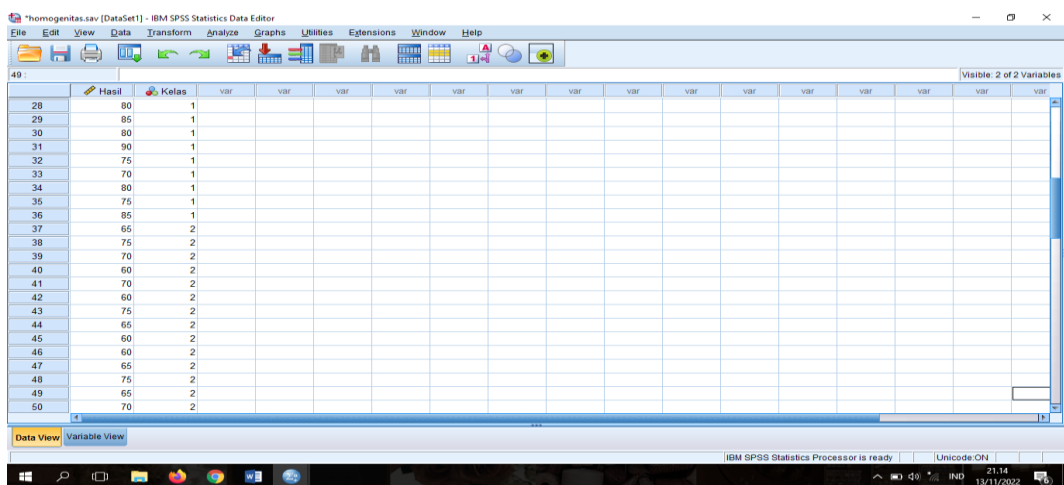 *homogenitas.sav [DataSet1] - IBM SPSS Statistics Data Editor
File Edit View Data Transform Analyze Graphs Utilities Extensions Window Help
49 : Visible: 2 of 2 Variables
Hasil Kelas var var var var var var var var var var var var var var var
28 80 1
29 85 1
30 80 1
31 90 1
32 75 1
33 70 1
34 80 1
35 75 1
36 85 1
37 65 2
38 75 2
39 70 2
40 60 2
41 70 2
42 60 2
43 75 2
44 65 2
45 60 2
46 60 2
47 65 2
48 75 2
49 65 2
50 70 2
Data View Variable View
IBM SPSS Statistics Processor is ready Unicode:ON
IND 21.14
13/11/2022